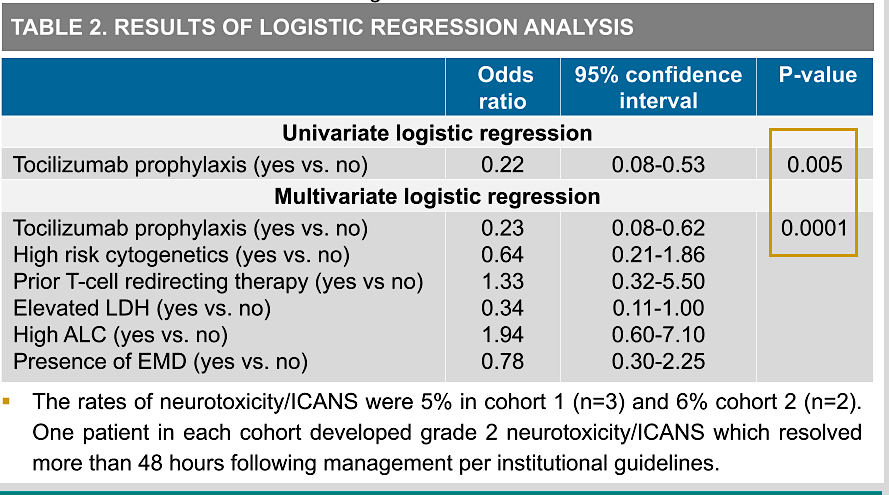 TABLE 2. RESULTS OF LOGISTIC REGRESSION ANALYSIS
Odds ratio 95% confidence interval P-value
Univariate logistic regression
Tocilizumab prophylaxis (yes vs. no) 0.22 0.08-0.53 0.005
Multivariate logistic regression
Tocilizumab prophylaxis (yes vs. no) 0.23 0.08-0.62 0.0001
High risk cytogenetics (yes vs. no) 0.64 0.21-1.86
Prior T-cell redirecting therapy (yes vs no) 1.33 0.32-5.50
Elevated LDH (yes vs. no) 0.34 0.11-1.00
High ALC (yes vs. no) 1.94 0.60-7.10
Presence of EMD (yes vs. no) 0.78 0.30-2.25
▪ The rates of neurotoxicity/ICANS were 5% in cohort 1 (n=3) and 6% cohort 2 (n=2).
One patient in each cohort developed grade 2 neurotoxicity/ICANS which resolved
more than 48 hours following management per institutional guidelines.